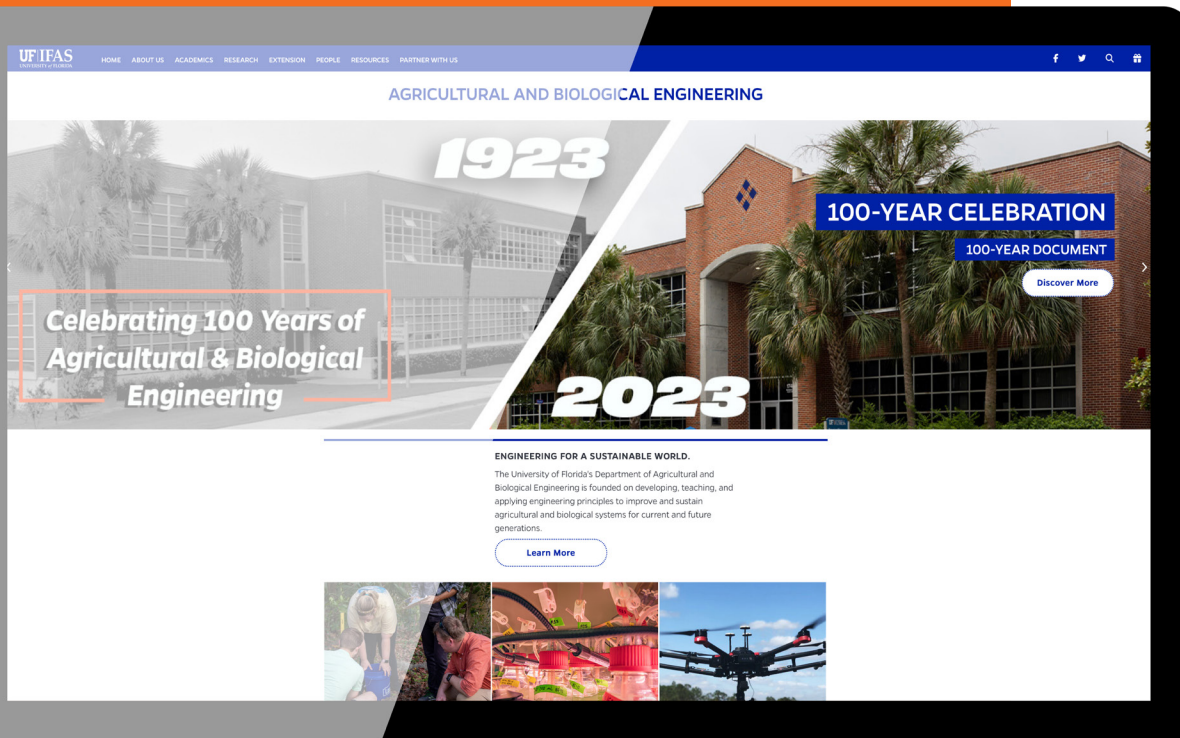 UF|IFAS
UNIVERSITY of FLORIDA
HOME ABOUT US ACADEMICS RESEARCH EXTENSION PEOPLE RESOURCES PARTNER WITH US
AGRICULTURAL AND BIOLOGICAL ENGINEERING
1923
100-YEAR CELEBRATION
100-YEAR DOCUMENT
Discover More
Celebrating 100 Years of
Agricultural & Biological
Engineering
2023
ENGINEERING FOR A SUSTAINABLE WORLD.
The University of Florida's Department of Agricultural and
Biological Engineering is founded on developing, teaching, and
applying engineering principles to improve and sustain
agricultural and biological systems for current and future
generations.
Learn More